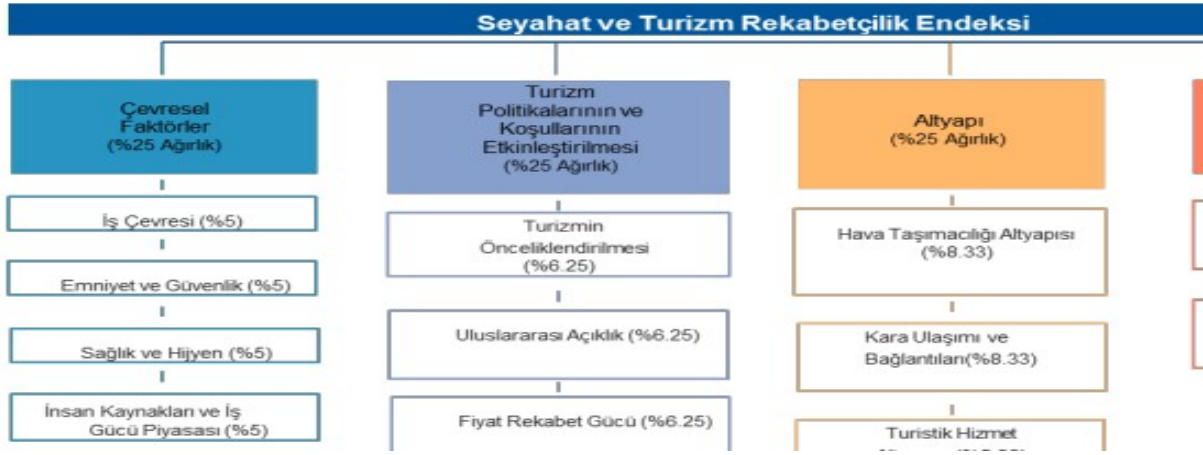 Seyahat ve Turizm Rekabetçilik Endeksi
Çevresel
Faktörler
(%25 Ağırlık)
İş Çevresi (%5)
Emniyet ve Güvenlik (%5)
Sağlık ve Hijyen (%5)
İnsan Kaynakları ve İş
Gücü Piyasası (%5)
Turizm
Politikalarının ve
Koşullarının
Etkinleştirilmesi
(%25 Ağırlık)
Turizmin
Önceliklendirilmesi
(%6.25)
Uluslararası Açıklık (%6.25)
Fiyat Rekabet Gücü (%6.25)
Altyapı
(%25 Ağırlık)
Hava Taşımacılığı Altyapısı
(%8.33)
Kara Ulaşımı ve
Bağlantıları(%8.33)
Turistik Hizmet